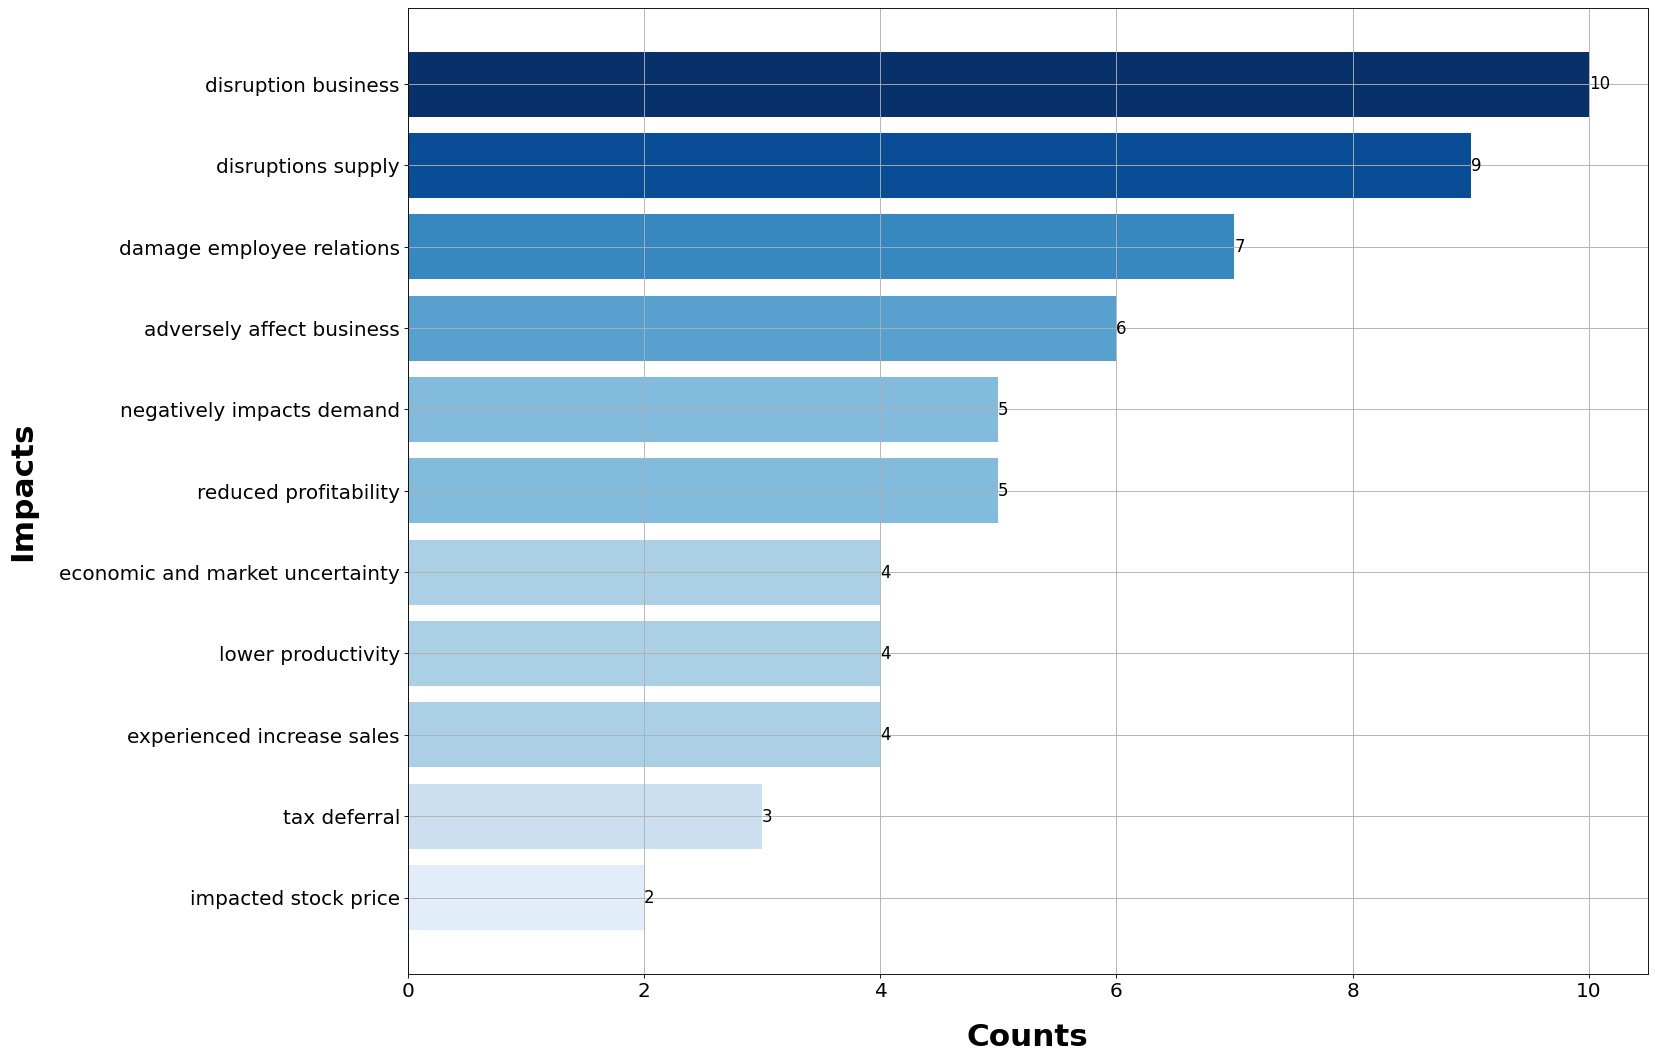 disruption business
10
disruptions supply
9
damage employee relations
7
adversely affect business
6
negatively impacts demand
5
reduced profitability
5
economic and market uncertainty
4
lower productivity
4
experienced increase sales
4
tax deferral
3
impacted stock price
2
Impacts
0 2 4 6 8 10
Counts